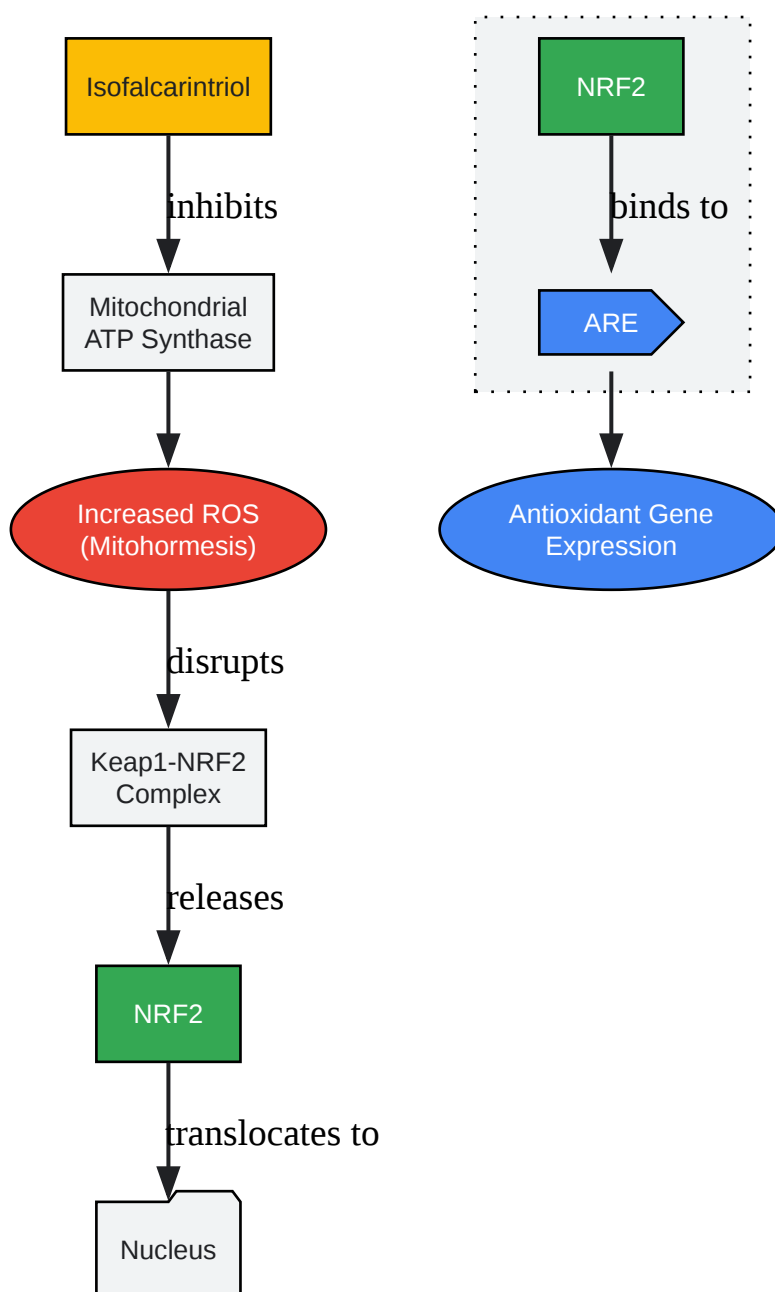 Isofalcarintriol
inhibits
Mitochondrial
ATP Synthase
Increased ROS
(Mitohormesis)
disrupts
Keap1-NRF2
Complex
releases
NRF2
translocates to
Nucleus
NRF2
binds to
ARE
Antioxidant Gene
Expression